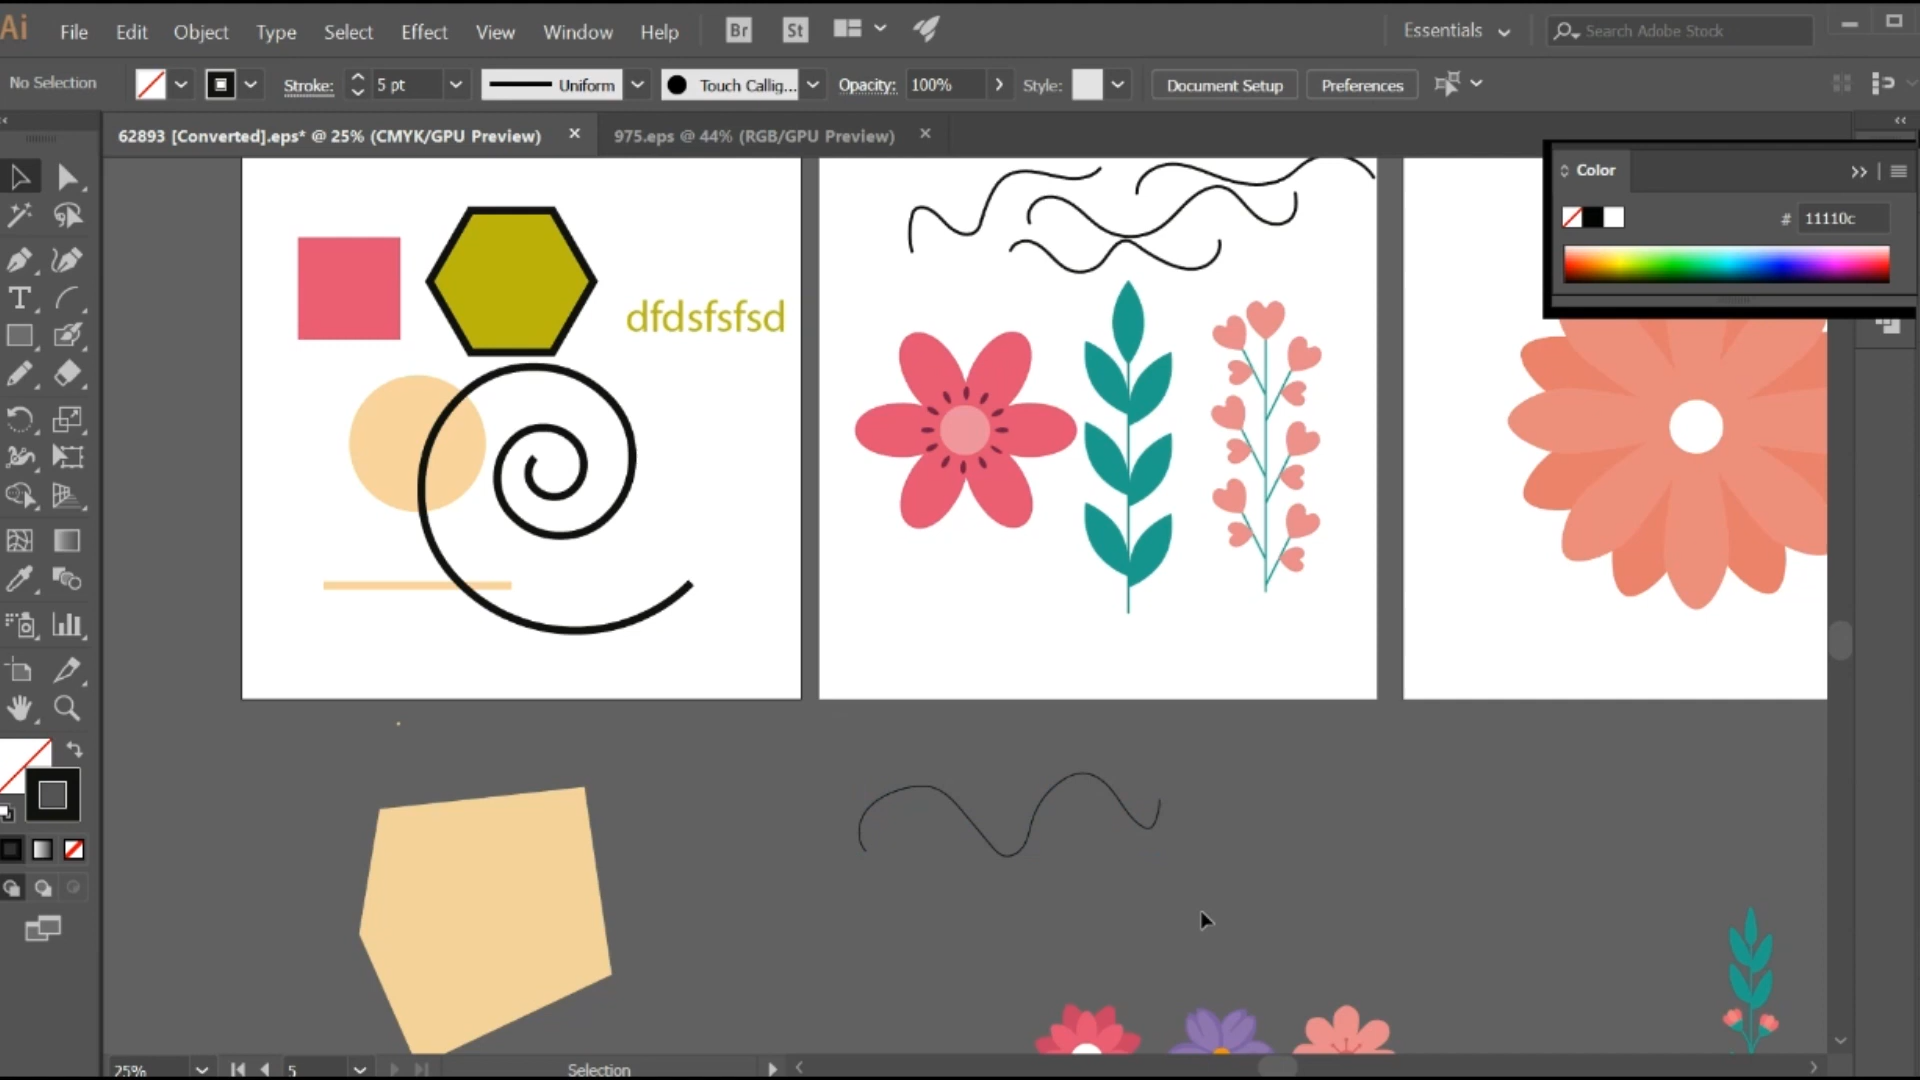 Ai File Edit Object Type Select Effect View Window Help Br St Essentials Search Adobe Stock
No Selection Stroke: 5 pt Uniform Touch Callig... Opacity: 100% Style: Document Setup Preferences
62893 [Converted].eps* @ 25% (CMYK/GPU Preview) × 975.eps @ 44% (RGB/GPU Preview) ×
Color
# 11110c
dfdsfsfsd
25% 5 Selection